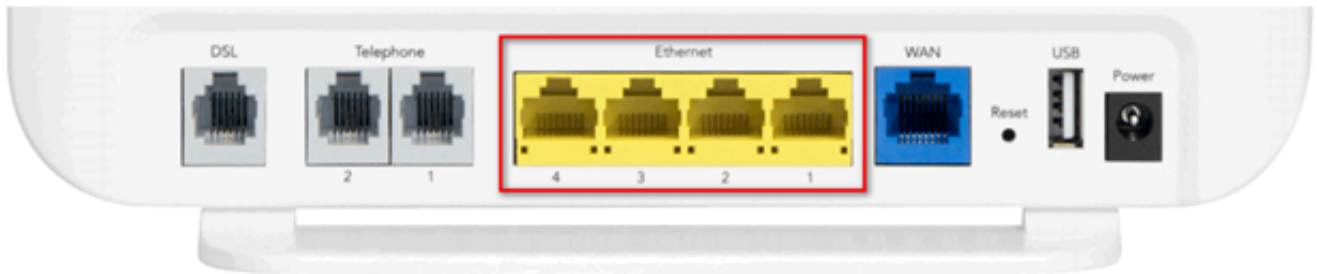 DSL
Telephone
2 1
Ethernet
4 3 2 1
WAN
Reset
USB
Power